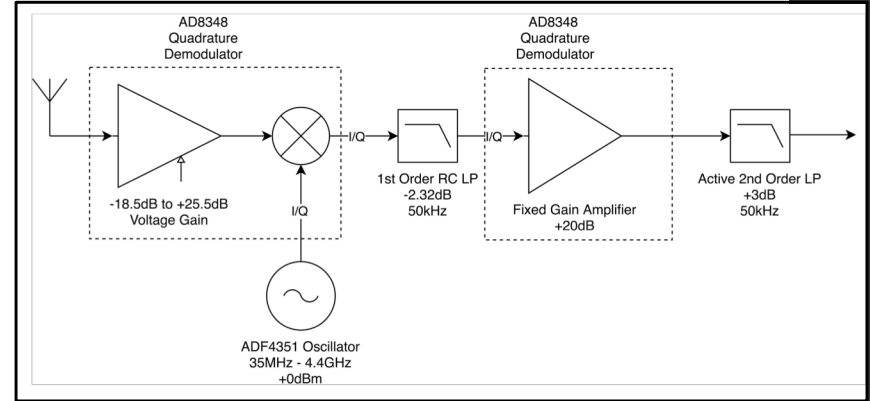 AD8348
Quadrature
Demodulator
AD8348
Quadrature
Demodulator
I/Q
I/Q
1st Order RC LP
-2.32dB
50kHz
Active 2nd Order LP
+3dB
50kHz
-18.5dB to +25.5dB
Voltage Gain
I/Q
Fixed Gain Amplifier
+20dB
ADF4351 Oscillator
35MHz - 4.4GHz
+0dBm